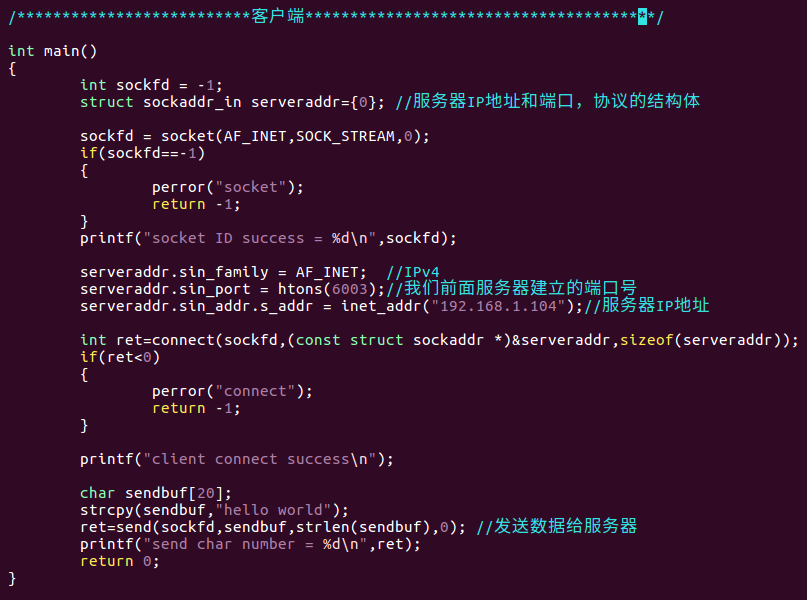 /**************************客户端**************************************/
int main()
{
int sockfd = -1;
struct sockaddr_in serveraddr={0}; //服务器IP地址和端口，协议的结构体
sockfd = socket(AF_INET,SOCK_STREAM,0);
if(sockfd==-1)
{
perror("socket");
return -1;
}
printf("socket ID success = %d\n",sockfd);
serveraddr.sin_family = AF_INET;  //IPv4
serveraddr.sin_port = htons(6003);//我们前面服务器建立的端口号
serveraddr.sin_addr.s_addr = inet_addr("192.168.1.104");//服务器IP地址
int ret=connect(sockfd,(const struct sockaddr *)&serveraddr,sizeof(serveraddr));
if(ret<0)
{
perror("connect");
return -1;
}
printf("client connect success\n");
char sendbuf[20];
strcpy(sendbuf,"hello world");
ret=send(sockfd,sendbuf,strlen(sendbuf),0); //发送数据给服务器
printf("send char number = %d\n",ret);
return 0;
}